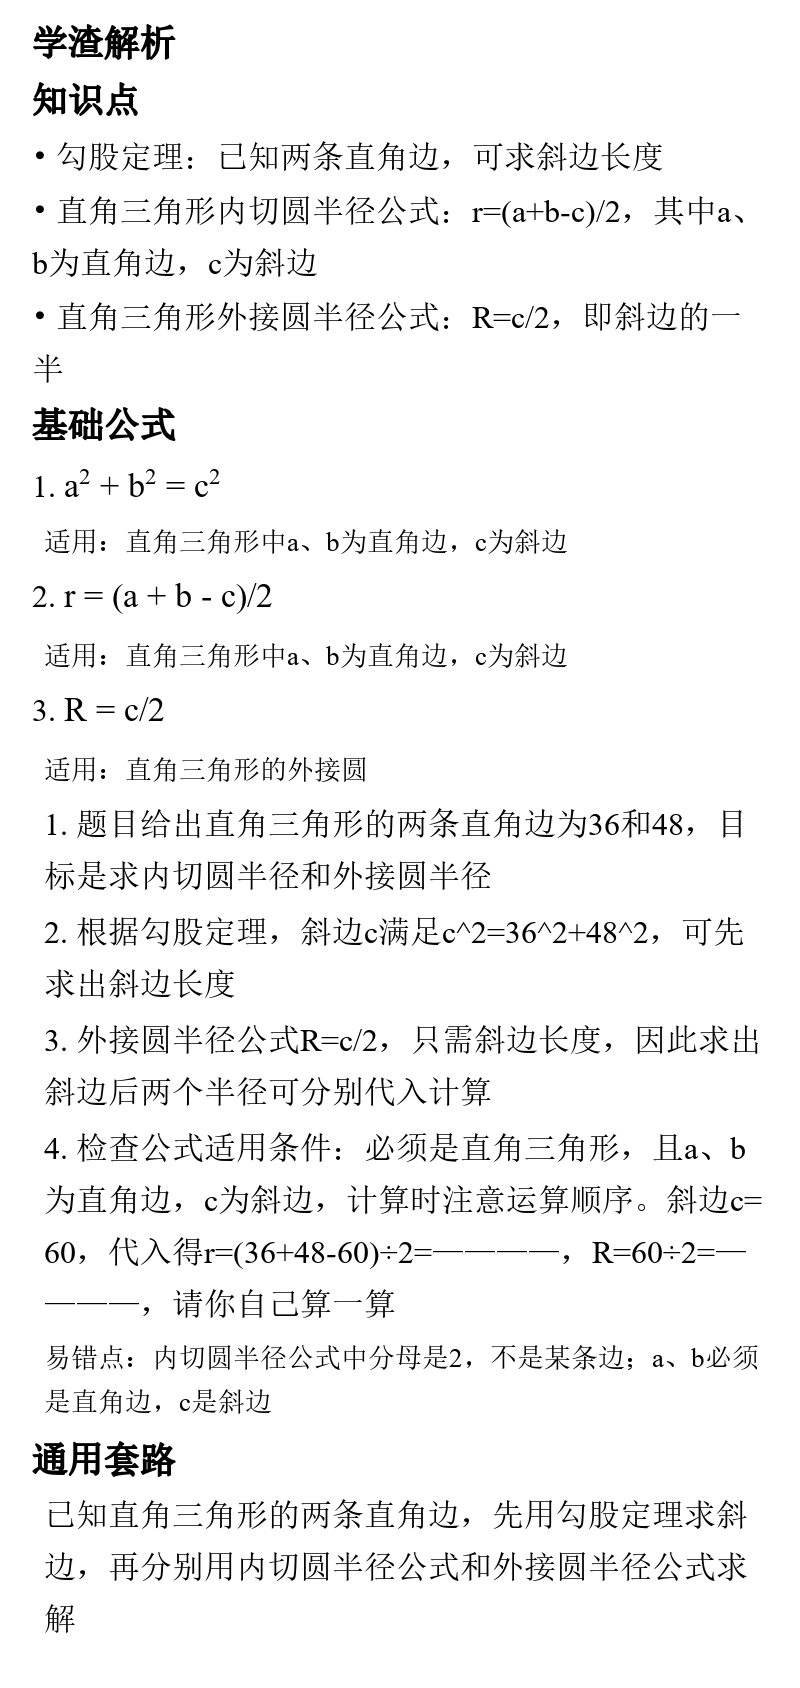 学渣解析
知识点
• 勾股定理：已知两条直角边，可求斜边长度
• 直角三角形内切圆半径公式：r=(a+b-c)/2，其中a、
b为直角边，c为斜边
• 直角三角形外接圆半径公式：R=c/2，即斜边的一
半
基础公式
1. a² + b² = c²
适用：直角三角形中a、b为直角边，c为斜边
2. r = (a + b - c)/2
适用：直角三角形中a、b为直角边，c为斜边
3. R = c/2
适用：直角三角形的外接圆
1. 题目给出直角三角形的两条直角边为36和48，目
标是求内切圆半径和外接圆半径
2. 根据勾股定理，斜边c满足c^2=36^2+48^2，可先
求出斜边长度
3. 外接圆半径公式R=c/2，只需斜边长度，因此求出
斜边后两个半径可分别代入计算
4. 检查公式适用条件：必须是直角三角形，且a、b
为直角边，c为斜边，计算时注意运算顺序。斜边c=
60，代入得r=(36+48-60)÷2=————，R=60÷2=—
———，请你自己算一算
易错点：内切圆半径公式中分母是2，不是某条边；a、b必须
是直角边，c是斜边
通用套路
已知直角三角形的两条直角边，先用勾股定理求斜
边，再分别用内切圆半径公式和外接圆半径公式求
解